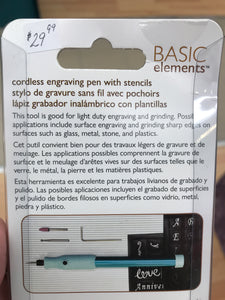 $29.99
BASIC
elements™
cordless engraving pen with stencils
stylo de gravure sans fil avec pochoirs
lápiz grabador inalámbrico con plantillas
This tool is good for light duty engraving and grinding. Possi
applications include surface engraving and grinding sharp edges on
surfaces such as glass, metal, stone, and plastics.
Cet outil convient bien pour des travaux légers de gravure et de
meulage. Les applications possibles comprennent la gravure de
surface et le meulage d'arêtes vives sur des surfaces telles que le
verre, le métal, la pierre et les matières plastiques.
Esta herramienta es excelente para trabajos livianos de grabado y
pulido. Las posibles aplicaciones incluyen el grabado de superficies
y el pulido de bordes filosos en superficies como vidrio, metal,
piedra y plástico.
A
love
Annivers